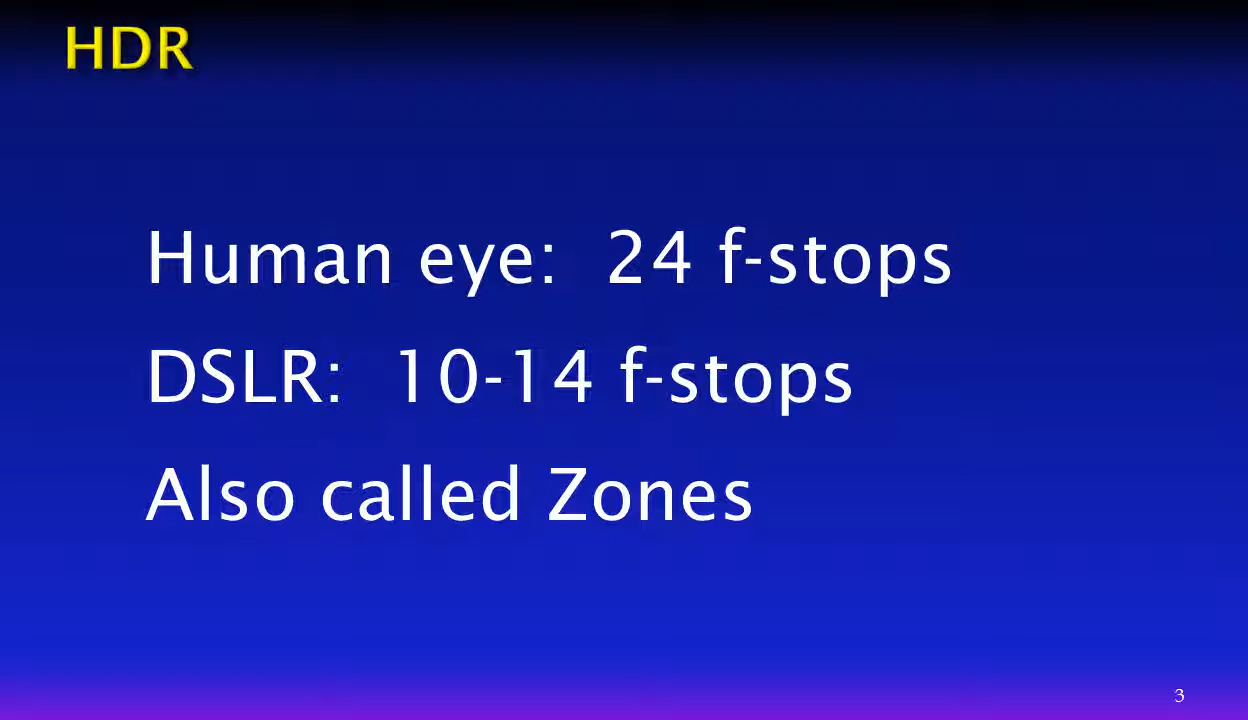 HDR
Human eye:  24 f-stops
DSLR:  10-14 f-stops
Also called Zones
3